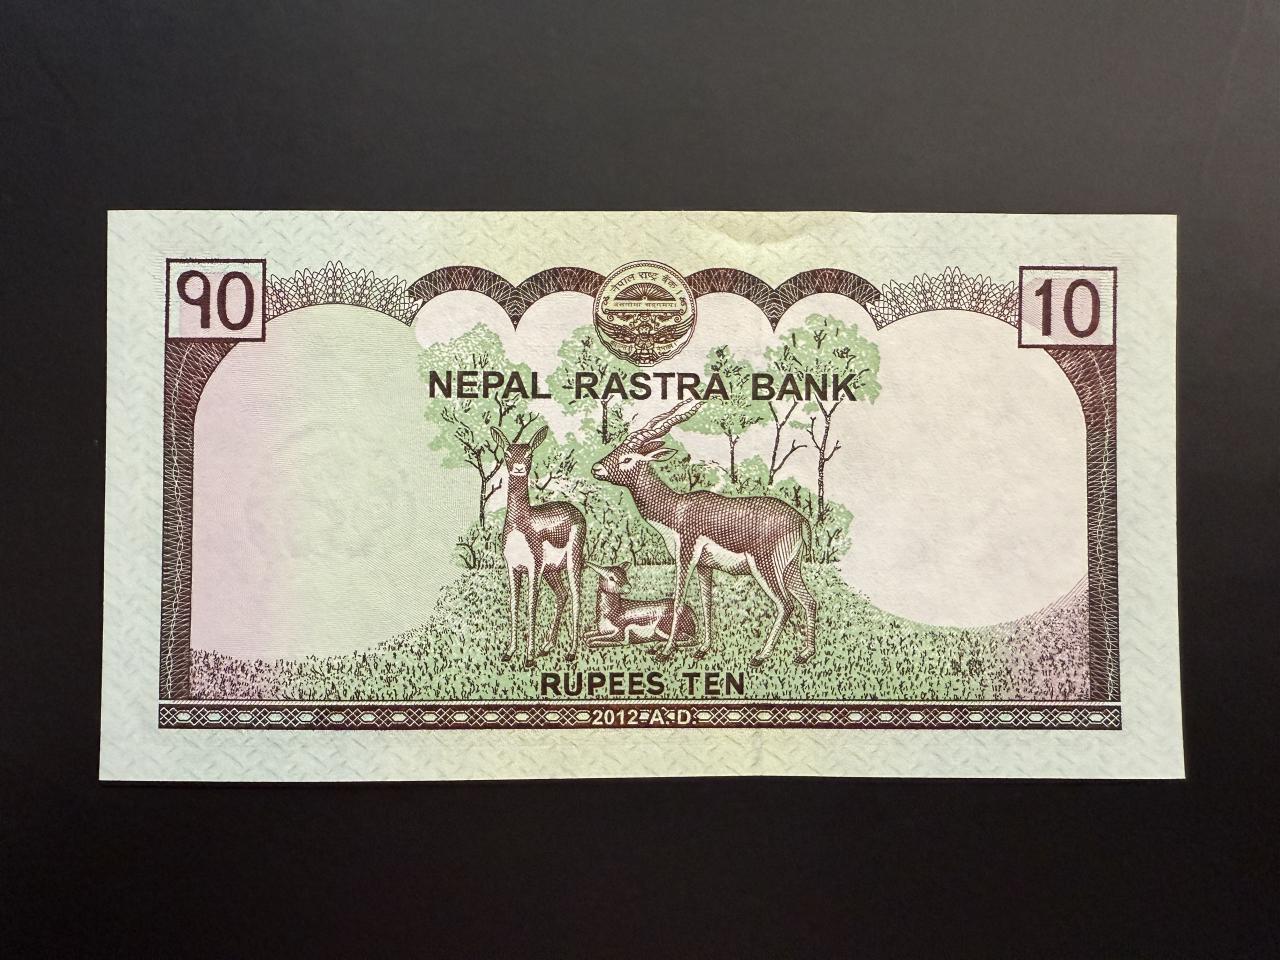 १० 10
नेपाल राष्ट्र बैंक
NEPAL RASTRA BANK
RUPEES TEN
2012 A.D.